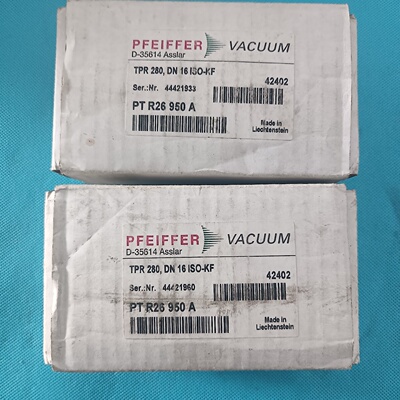 PFEIFFER VACUUM
D-35614 Asslar
TPR 280, DN 16 ISO-KF
42402
Ser.:Nr. 44421933
PT R26 950 A
Made in
Liechtenstein
PFEIFFER VACUUM
D-35614 Asslar
TPR 280, DN 16 ISO-KF
42402
Ser.:Nr. 44421960
PT R26 950 A
Made in
Liechtenstein